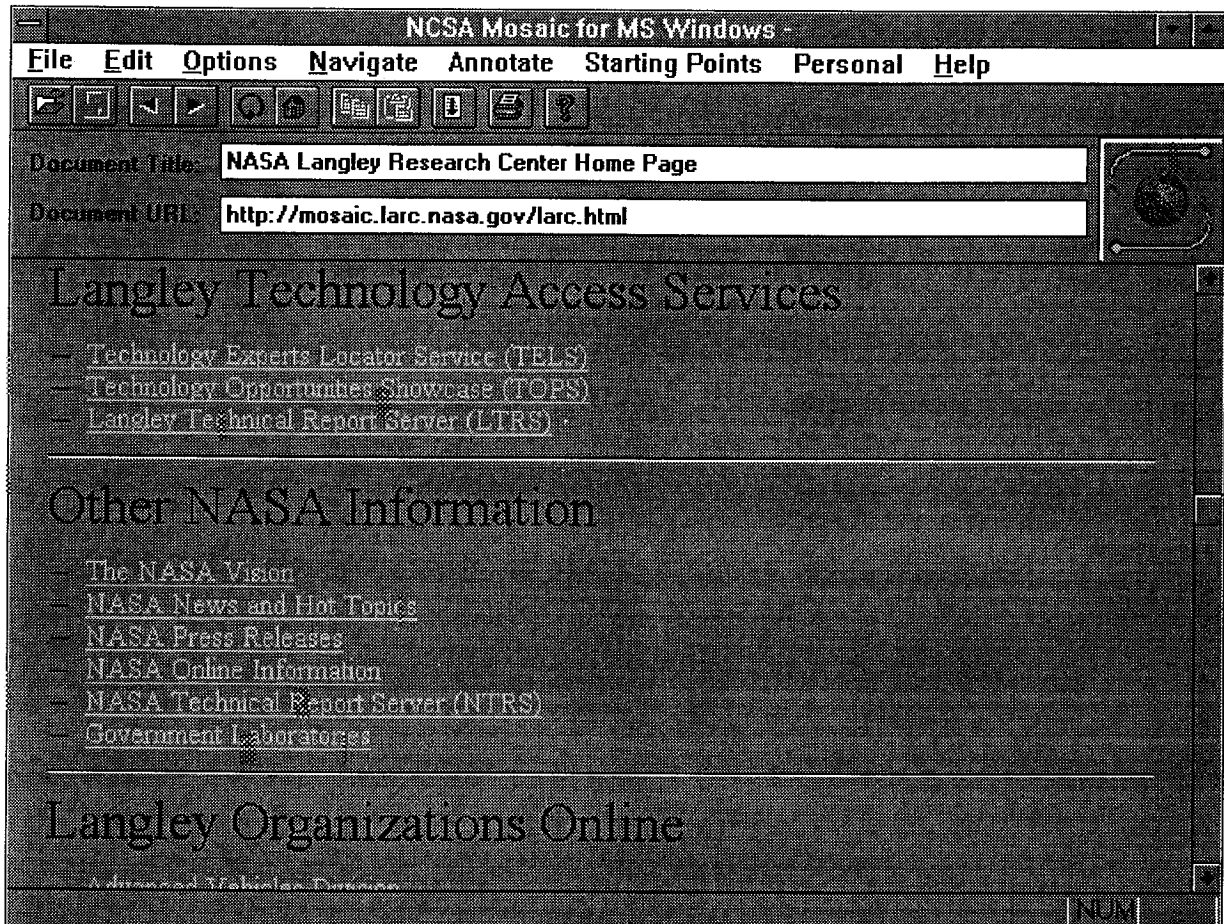 NCSA Mosaic for MS Windows -
File Edit Options Navigate Annotate Starting Points Personal Help
Document Title: NASA Langley Research Center Home Page
Document URL: http://mosaic.larc.nasa.gov/larc.html
Langley Technology Access Services
Technology Experts Locator Service (TELS)
Technology Opportunities Showcase (TOPS)
Langley Technical Report Server (LTRS)
Other NASA Information
The NASA Vision
NASA News and Hot Topics
NASA Press Releases
NASA Online Information
NASA Technical Report Server (NTRS)
Government Laboratories
Langley Organizations Online
Advanced Vehicles Division
NUM